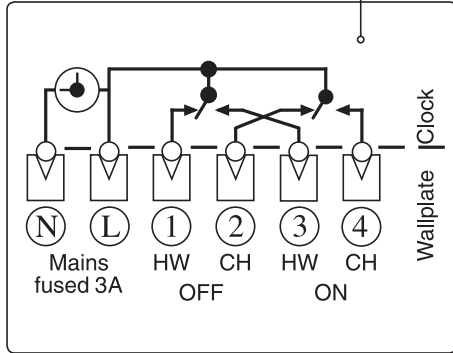 Clock
Wallplate
N L 1 2 3 4
Mains HW CH HW CH
fused 3A
OFF ON